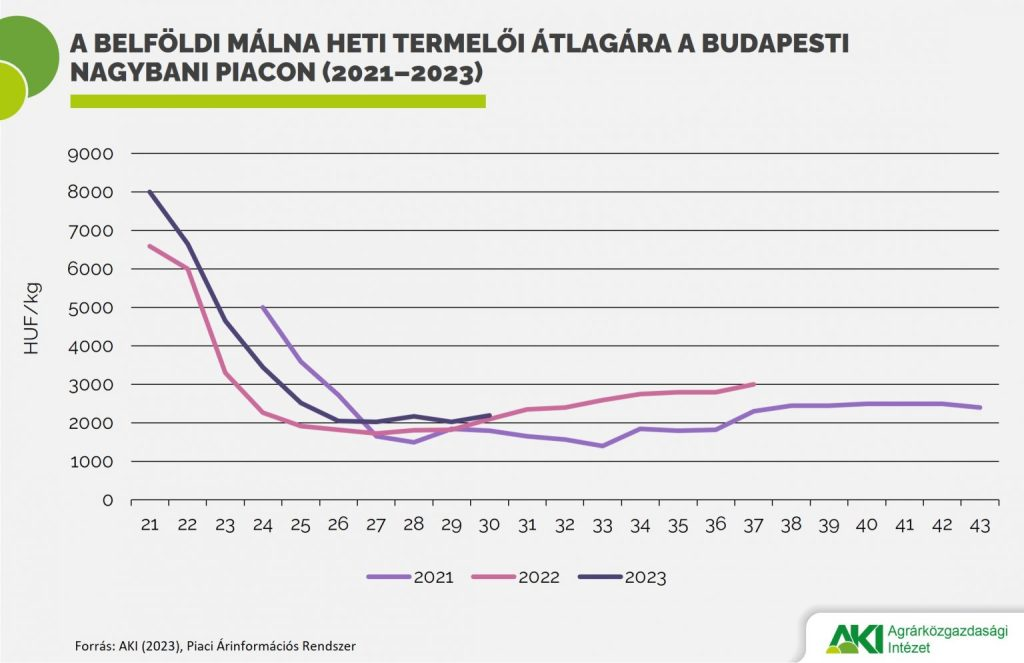 A BELFÖLDI MÁLNA HETI TERMELŐI ÁTLAGÁRA A BUDAPESTI
NAGYBANI PIACON (2021–2023)
HUF/kg
9000
8000
7000
6000
5000
4000
3000
2000
1000
0
21 22 23 24 25 26 27 28 29 30 31 32 33 34 35 36 37 38 39 40 41 42 43
2021 2022 2023
Forrás: AKI (2023), Piaci Árinformációs Rendszer
AKI Agrárközgazdasági
Intézet